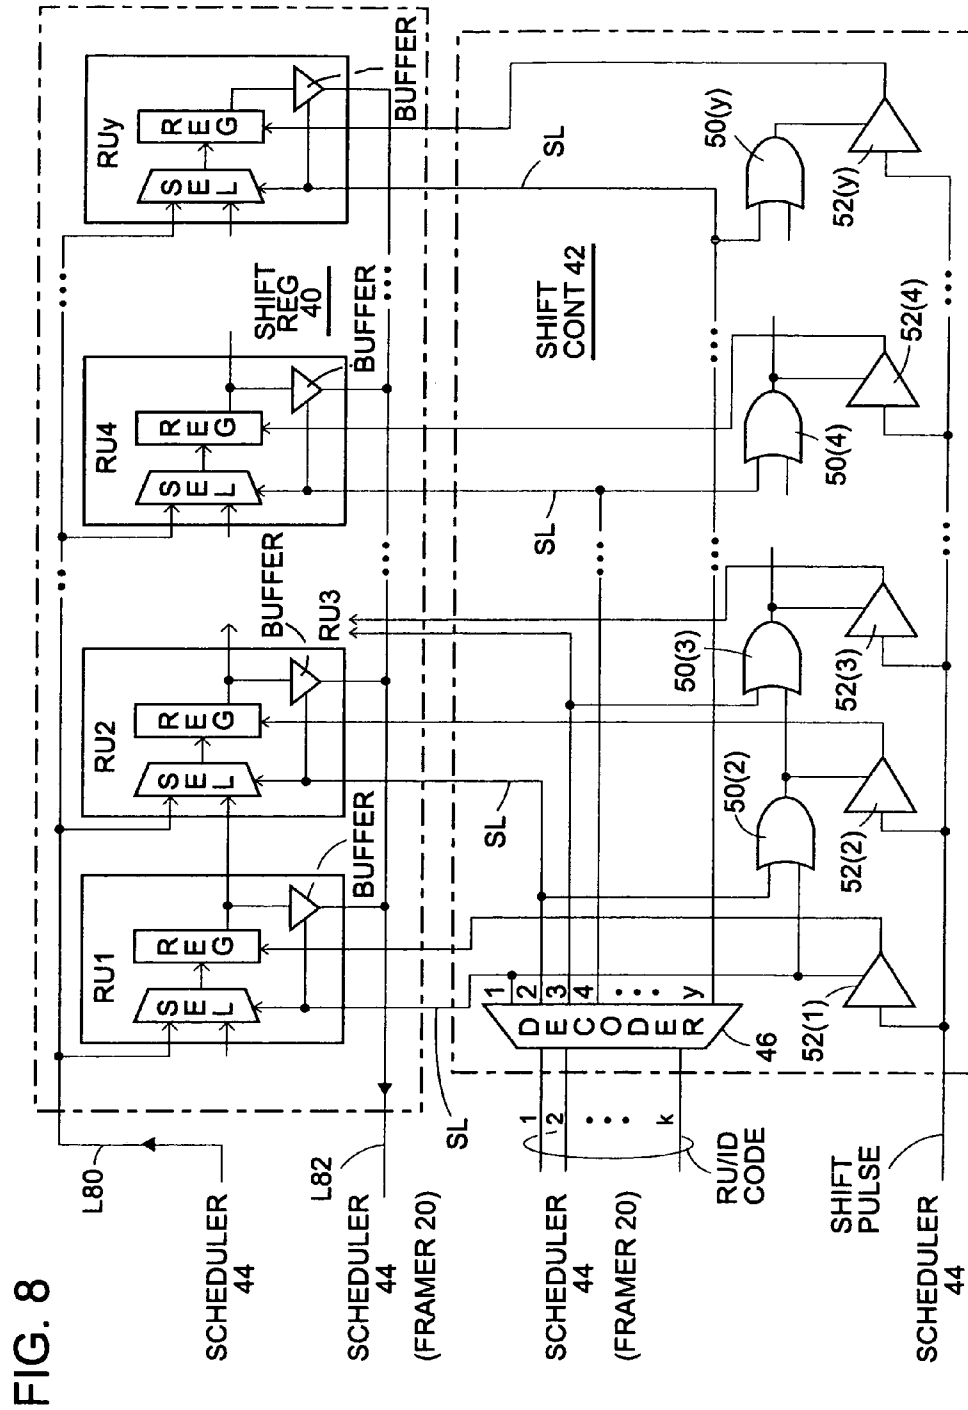 FIG. 8
SCHEDULER
44
L80
SCHEDULER
44
(FRAMER 20)
L82
SCHEDULER
44
(FRAMER 20)
SCHEDULER
44
SHIFT
PULSE
RU/ID
CODE
1
2
•••
k
RU1
SEL
REG
BUFFER
RU2
SEL
REG
BUFFER
RU3
RU4
SEL
REG
BUFFER
RUy
SEL
REG
BUFFER
SHIFT
REG
40
SHIFT
CONT 42
SL
SL
SL
SL
DECODER
1
2
3
4
•••
y
46
50(2)
50(3)
50(4)
50(y)
52(1)
52(2)
52(3)
52(4)
52(y)